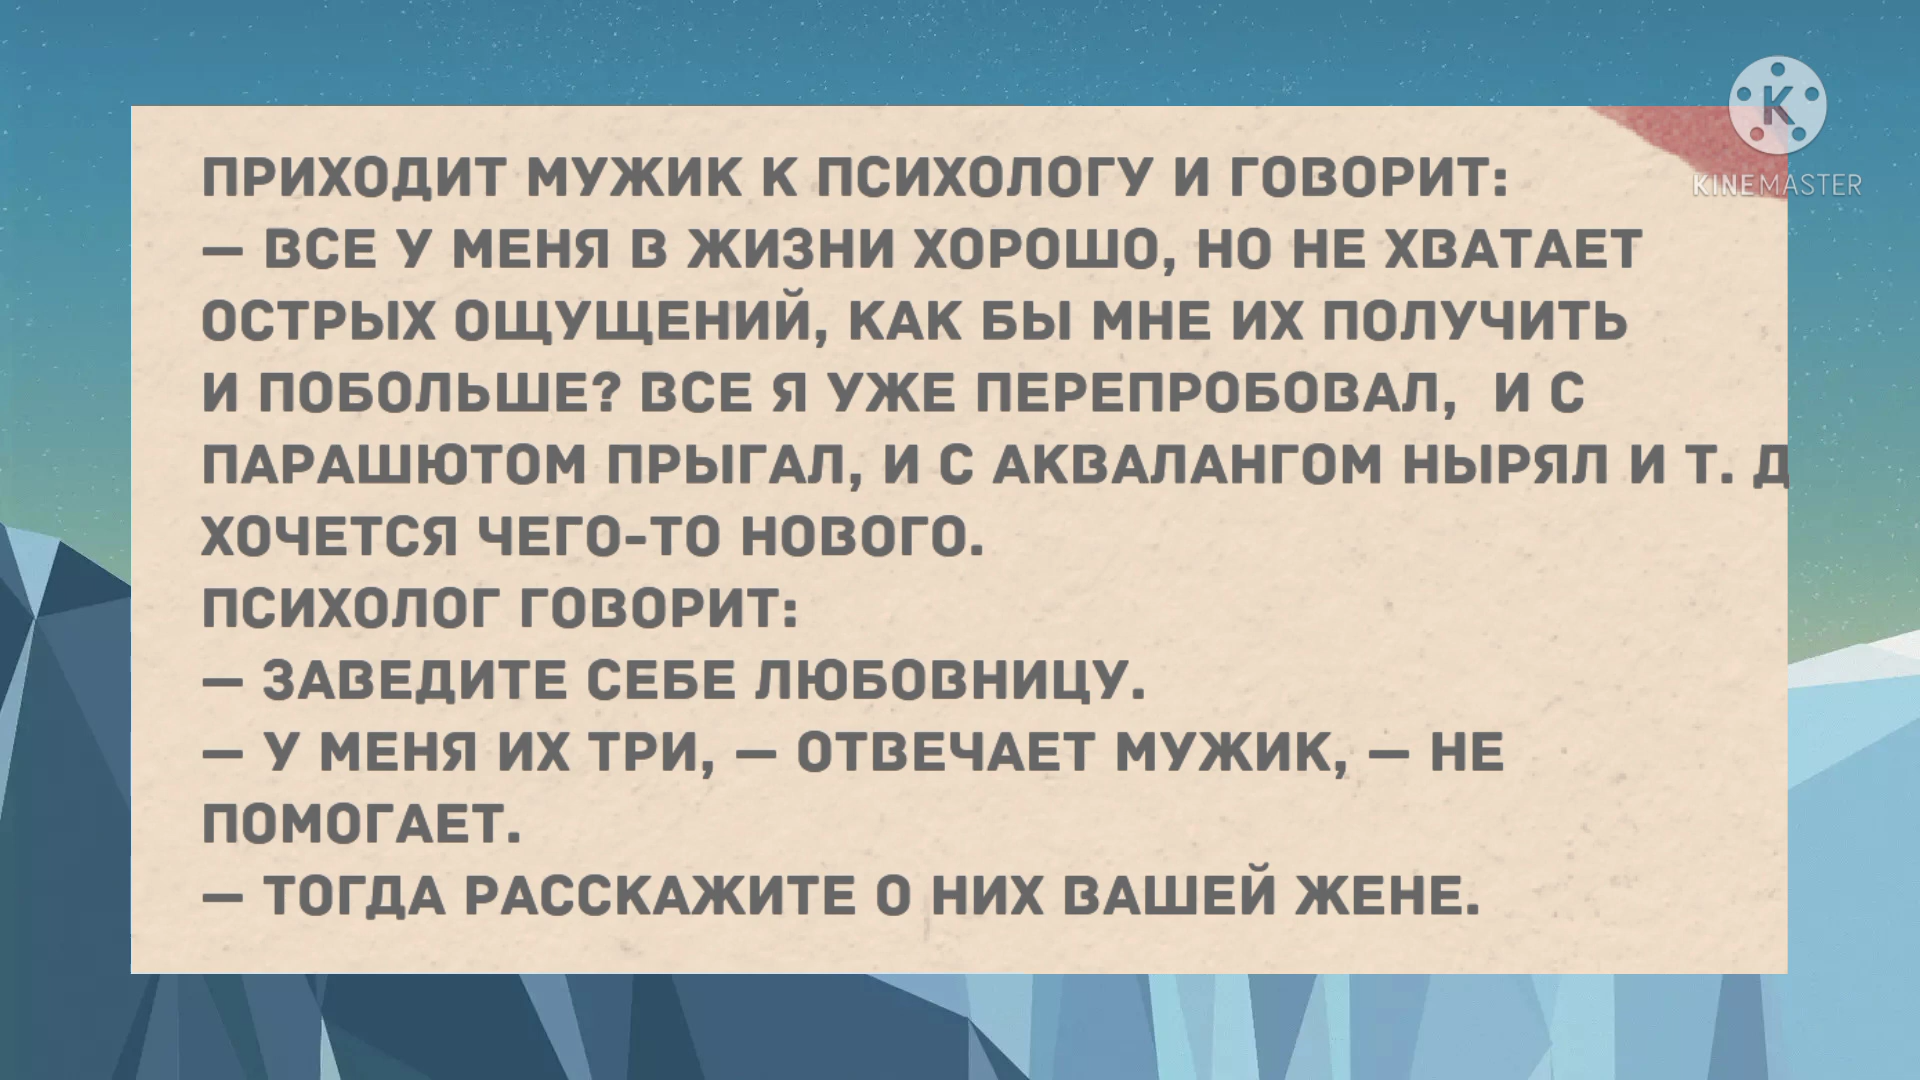 ПРИХОДИТ МУЖИК К ПСИХОЛОГУ И ГОВОРИТ:
— ВСЕ У МЕНЯ В ЖИЗНИ ХОРОШО, НО НЕ ХВАТАЕТ
ОСТРЫХ ОЩУЩЕНИЙ, КАК БЫ МНЕ ИХ ПОЛУЧИТЬ
И ПОБОЛЬШЕ? ВСЕ Я УЖЕ ПЕРЕПРОБОВАЛ, И С
ПАРАШЮТОМ ПРЫГАЛ, И С АКВАЛАНГОМ НЫРЯЛ И Т. Д
ХОЧЕТСЯ ЧЕГО-ТО НОВОГО.
ПСИХОЛОГ ГОВОРИТ:
— ЗАВЕДИТЕ СЕБЕ ЛЮБОВНИЦУ.
— У МЕНЯ ИХ ТРИ, — ОТВЕЧАЕТ МУЖИК, — НЕ
ПОМОГАЕТ.
— ТОГДА РАССКАЖИТЕ О НИХ ВАШЕЙ ЖЕНЕ.
K
KINEMASTER